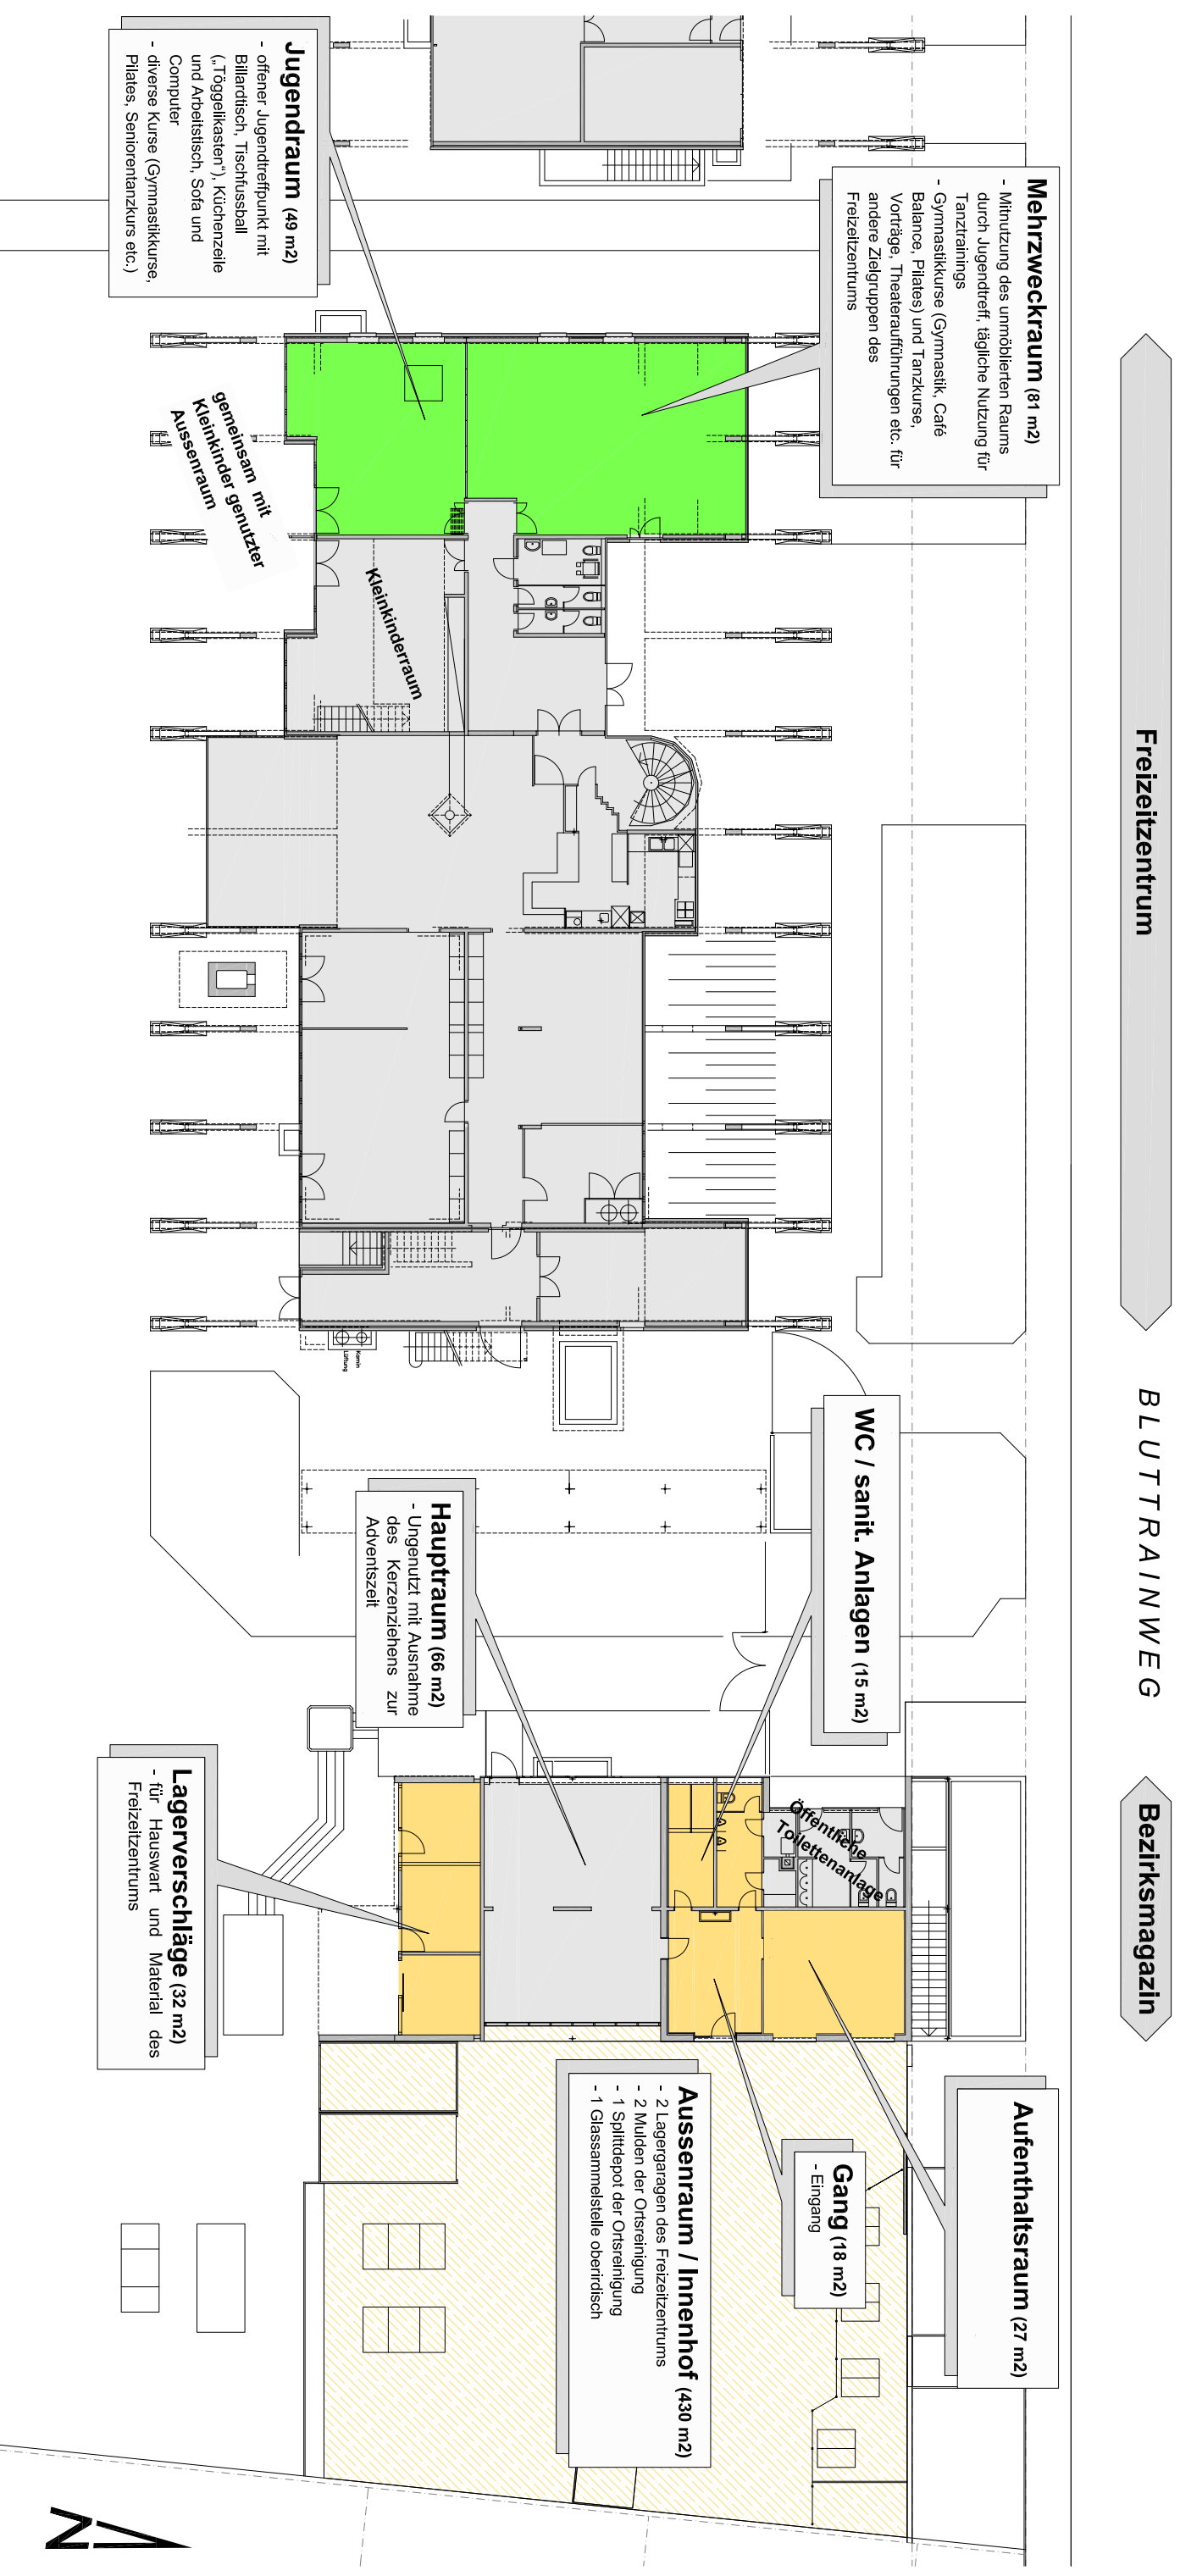 Freizeitzentrum
BLUTTRAINWEG
Bezirksmagazin
Mehrzweckraum (81 m2)
- Mitnutzung des unmöblierten Raums
durch Jugendtreff, tägliche Nutzung für
Tanztrainings
- Gymnastikkurse (Gymnastik, Café
Balance, Pilates) und Tanzkurse,
Vorträge, Theateraufführungen etc. für
andere Zielgruppen des
Freizeitzentrums
Jugendraum (49 m2)
- offener Jugendtreffpunkt mit
Billardtisch, Tischfussball
(„Töggelikasten“), Küchenzeile
und Arbeitstisch, Sofa und
Computer
- diverse Kurse (Gymnastikkurse,
Pilates, Seniorentanzkurs etc.)
gemeinsam mit
Kleinkinder genutzter
Aussenraum
Kleinkinderraum
Kamin
Lüftung
WC / sanit. Anlagen (15 m2)
Hauptraum (66 m2)
- Ungenutzt mit Ausnahme
des Kerzenziehens zur
Adventszeit
Öffentliche
Toilettenanlage
Lagerverschläge (32 m2)
- für Hauswart und Material des
Freizeitzentrums
Aufenthaltsraum (27 m2)
Gang (18 m2)
- Eingang
Aussenraum / Innenhof (430 m2)
- 2 Lagergaragen des Freizeitzentrums
- 2 Mulden der Ortsreinigung
- 1 Splittdepot der Ortsreinigung
- 1 Glassammelstelle oberirdisch
N